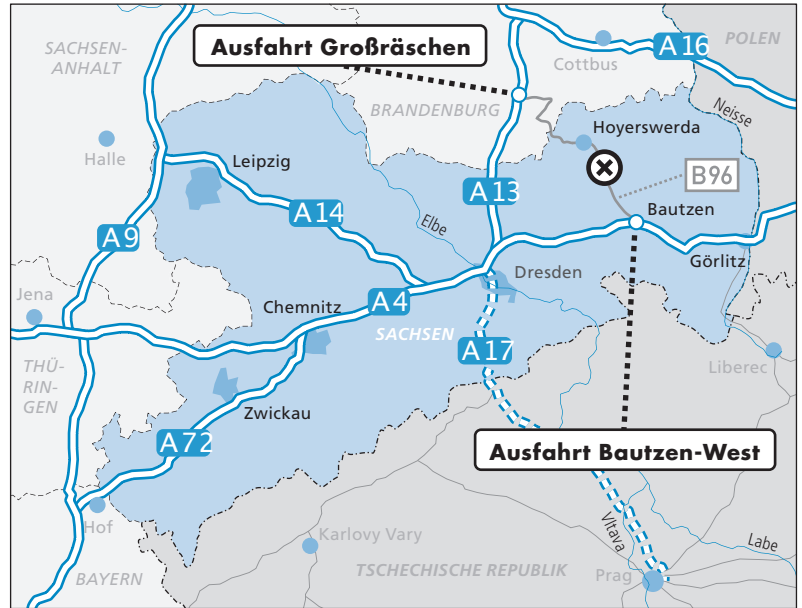 SACHSEN-
ANHALT
Ausfahrt Großräschen
A16
POLEN
Cottbus
BRANDENBURG
Neisse
Hoyerswerda
Halle
Leipzig
B96
A13
A14
Bautzen
Elbe
A9
Görlitz
Dresden
Jena
Chemnitz
A4
SACHSEN
A17
THÜ-
RIN-
GEN
Liberec
Zwickau
A72
Ausfahrt Bautzen-West
Hof
Karlovy Vary
Vltava
Labe
BAYERN
TSCHECHISCHE REPUBLIK
Prag